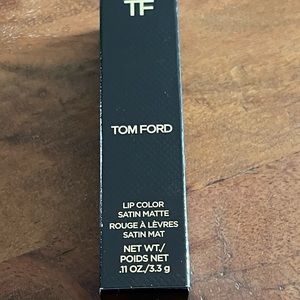 TF
TOM FORD
LIP COLOR
SATIN MATTE
ROUGE À LÈVRES
SATIN MAT
NET WT./
POIDS NET
.11 OZ./3.3 g